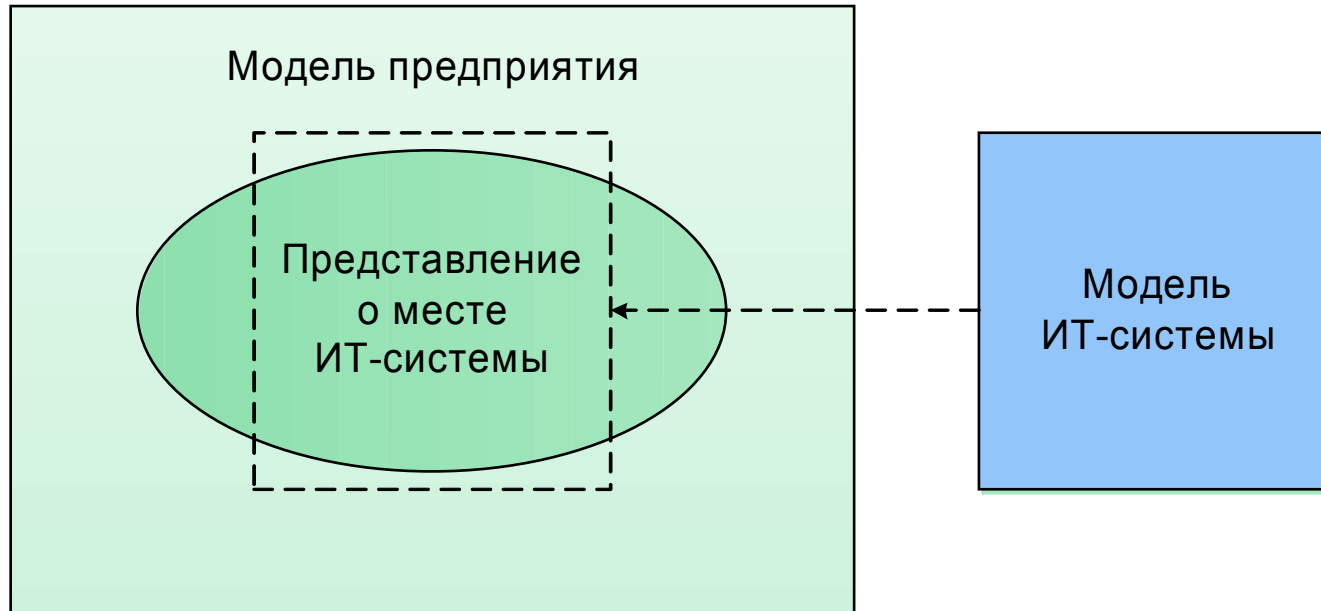 Модель предприятия
Представление
о месте
ИТ-системы
Модель
ИТ-системы